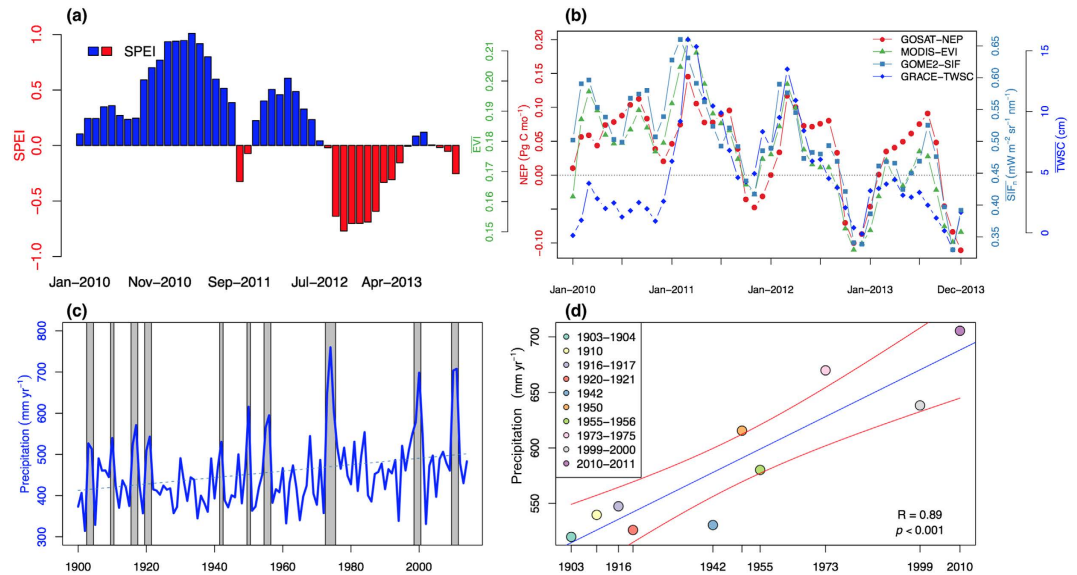 (a)
SPEI
SPEI
1.0
0.5
0.0
−0.5
−1.0
EVI
0.21
0.20
0.19
0.18
0.17
0.16
0.15
Jan−2010
Nov−2010
Sep−2011
Jul−2012
Apr−2013
(b)
GOSAT−NEP
MODIS−EVI
GOME2−SIF
GRACE−TWSC
NEP (Pg C mo⁻¹)
0.20
0.15
0.10
0.05
0.00
−0.10
SIFₙ (mW m⁻² sr⁻¹ nm⁻¹)
0.65
0.60
0.55
0.50
0.45
0.40
0.35
TWSC (cm)
15
10
5
0
Jan−2010
Jan−2011
Jan−2012
Jan−2013
Dec−2013
(c)
Precipitation (mm yr⁻¹)
800
700
600
500
400
300
1900
1920
1940
1960
1980
2000
(d)
Precipitation (mm yr⁻¹)
700
650
600
550
1903−1904
1910
1916−1917
1920−1921
1942
1950
1955−1956
1973−1975
1999−2000
2010−2011
R = 0.89
p < 0.001
1903
1916
1942
1955
1973
1999
2010